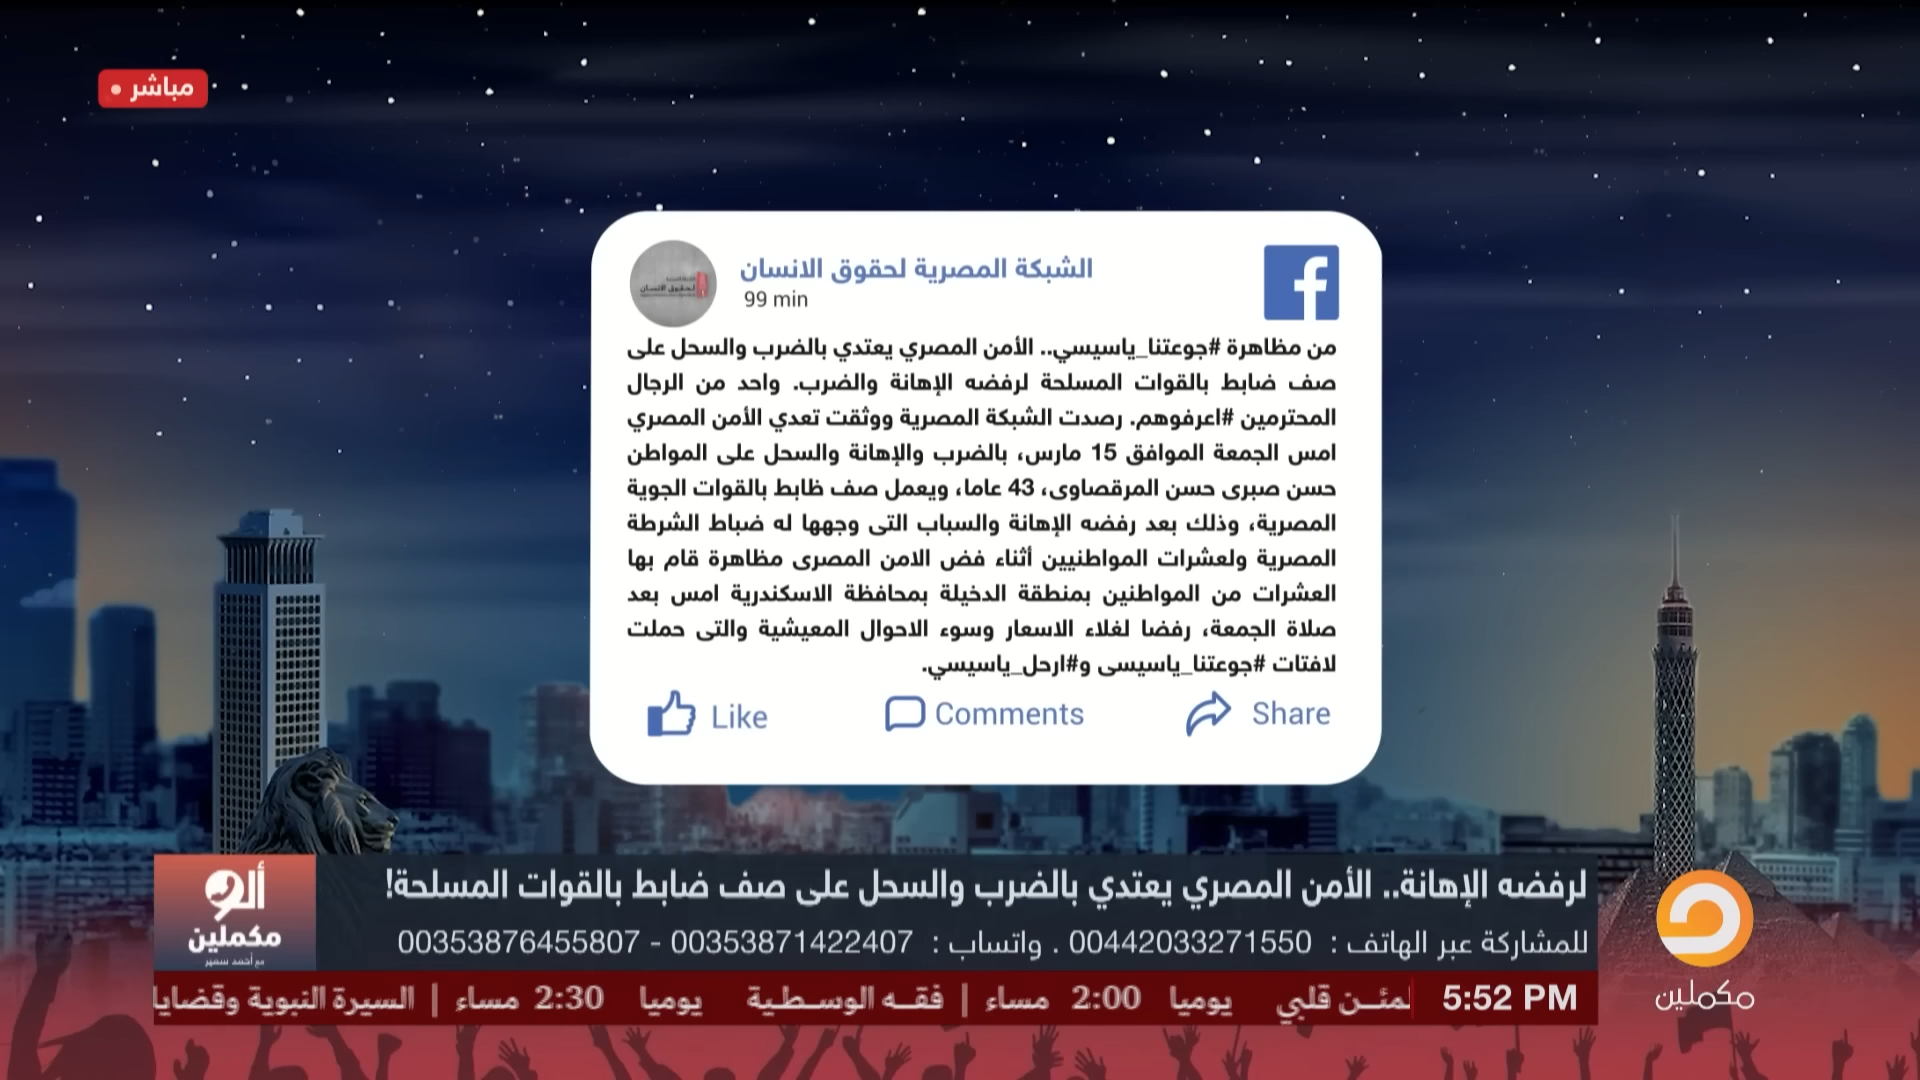 مباشر
الشبكة المصرية لحقوق الانسان
99 min
من مظاهرة #جوعتنا_ياسيسي.. الأمن المصري يعتدي بالضرب والسحل على
صف ضابط بالقوات المسلحة لرفضه الإهانة والضرب. واحد من الرجال
المحترمين #اعرفوهم. رصدت الشبكة المصرية ووثقت تعدي الأمن المصري
امس الجمعة الموافق 15 مارس، بالضرب والإهانة والسحل على المواطن
حسن صبرى حسن المرقصاوى، 43 عاما، ويعمل صف ظابط بالقوات الجوية
المصرية، وذلك بعد رفضه الإهانة والسباب التى وجهها له ضباط الشرطة
المصرية ولعشرات المواطنيين أثناء فض الامن المصرى مظاهرة قام بها
العشرات من المواطنين بمنطقة الدخيلة بمحافظة الاسكندرية امس بعد
صلاة الجمعة، رفضا لغلاء الاسعار وسوء الاحوال المعيشية والتى حملت
لافتات #جوعتنا_ياسيسى و#ارحل_ياسيسي.
Like
Comments
Share
لرفضه الإهانة.. الأمن المصري يعتدي بالضرب والسحل على صف ضابط بالقوات المسلحة!
للمشاركة عبر الهاتف : 00442033271550 . واتساب : 00353871422407 - 00353876455807
ألو
مكملين
مع أحمد سمير
5:52 PM
قلبي يوميا 2:00 مساء | فقه الوسطية يوميا 2:30 مساء | السيرة النبوية وقضايا
مكملين